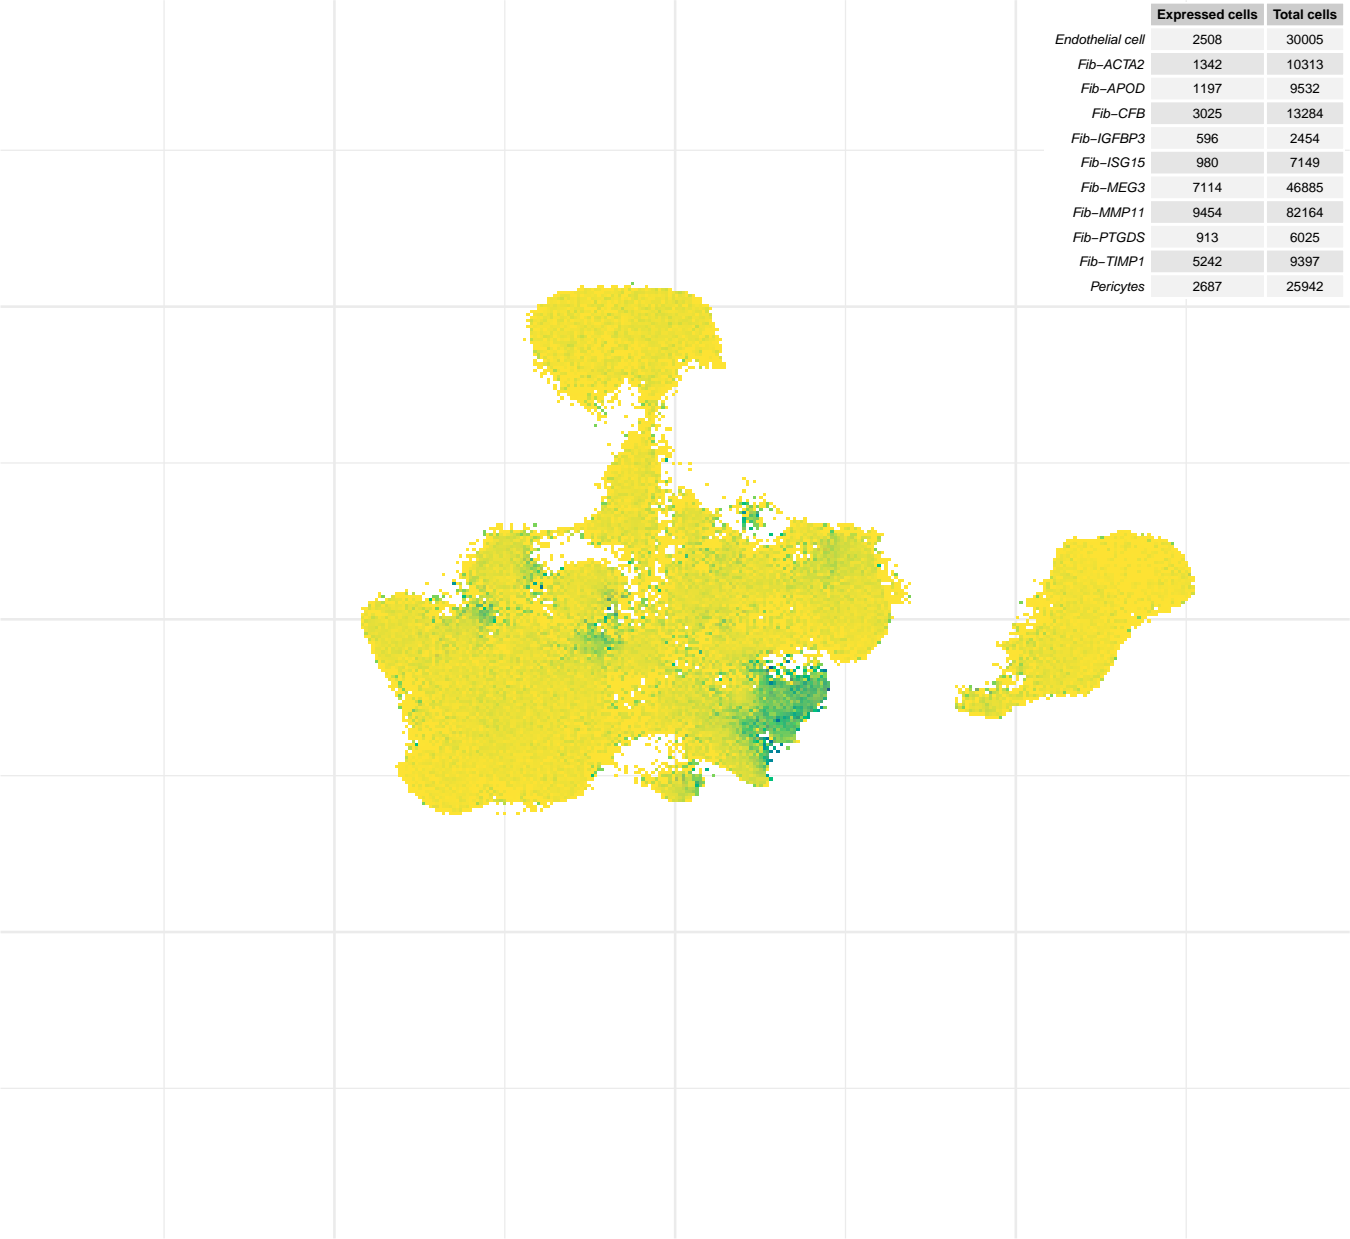 Expressed cells Total cells
Endothelial cell 2508 30005
Fib−ACTA2 1342 10313
Fib−APOD 1197 9532
Fib−CFB 3025 13284
Fib−IGFBP3 596 2454
Fib−ISG15 980 7149
Fib−MEG3 7114 46885
Fib−MMP11 9454 82164
Fib−PTGDS 913 6025
Fib−TIMP1 5242 9397
Pericytes 2687 25942